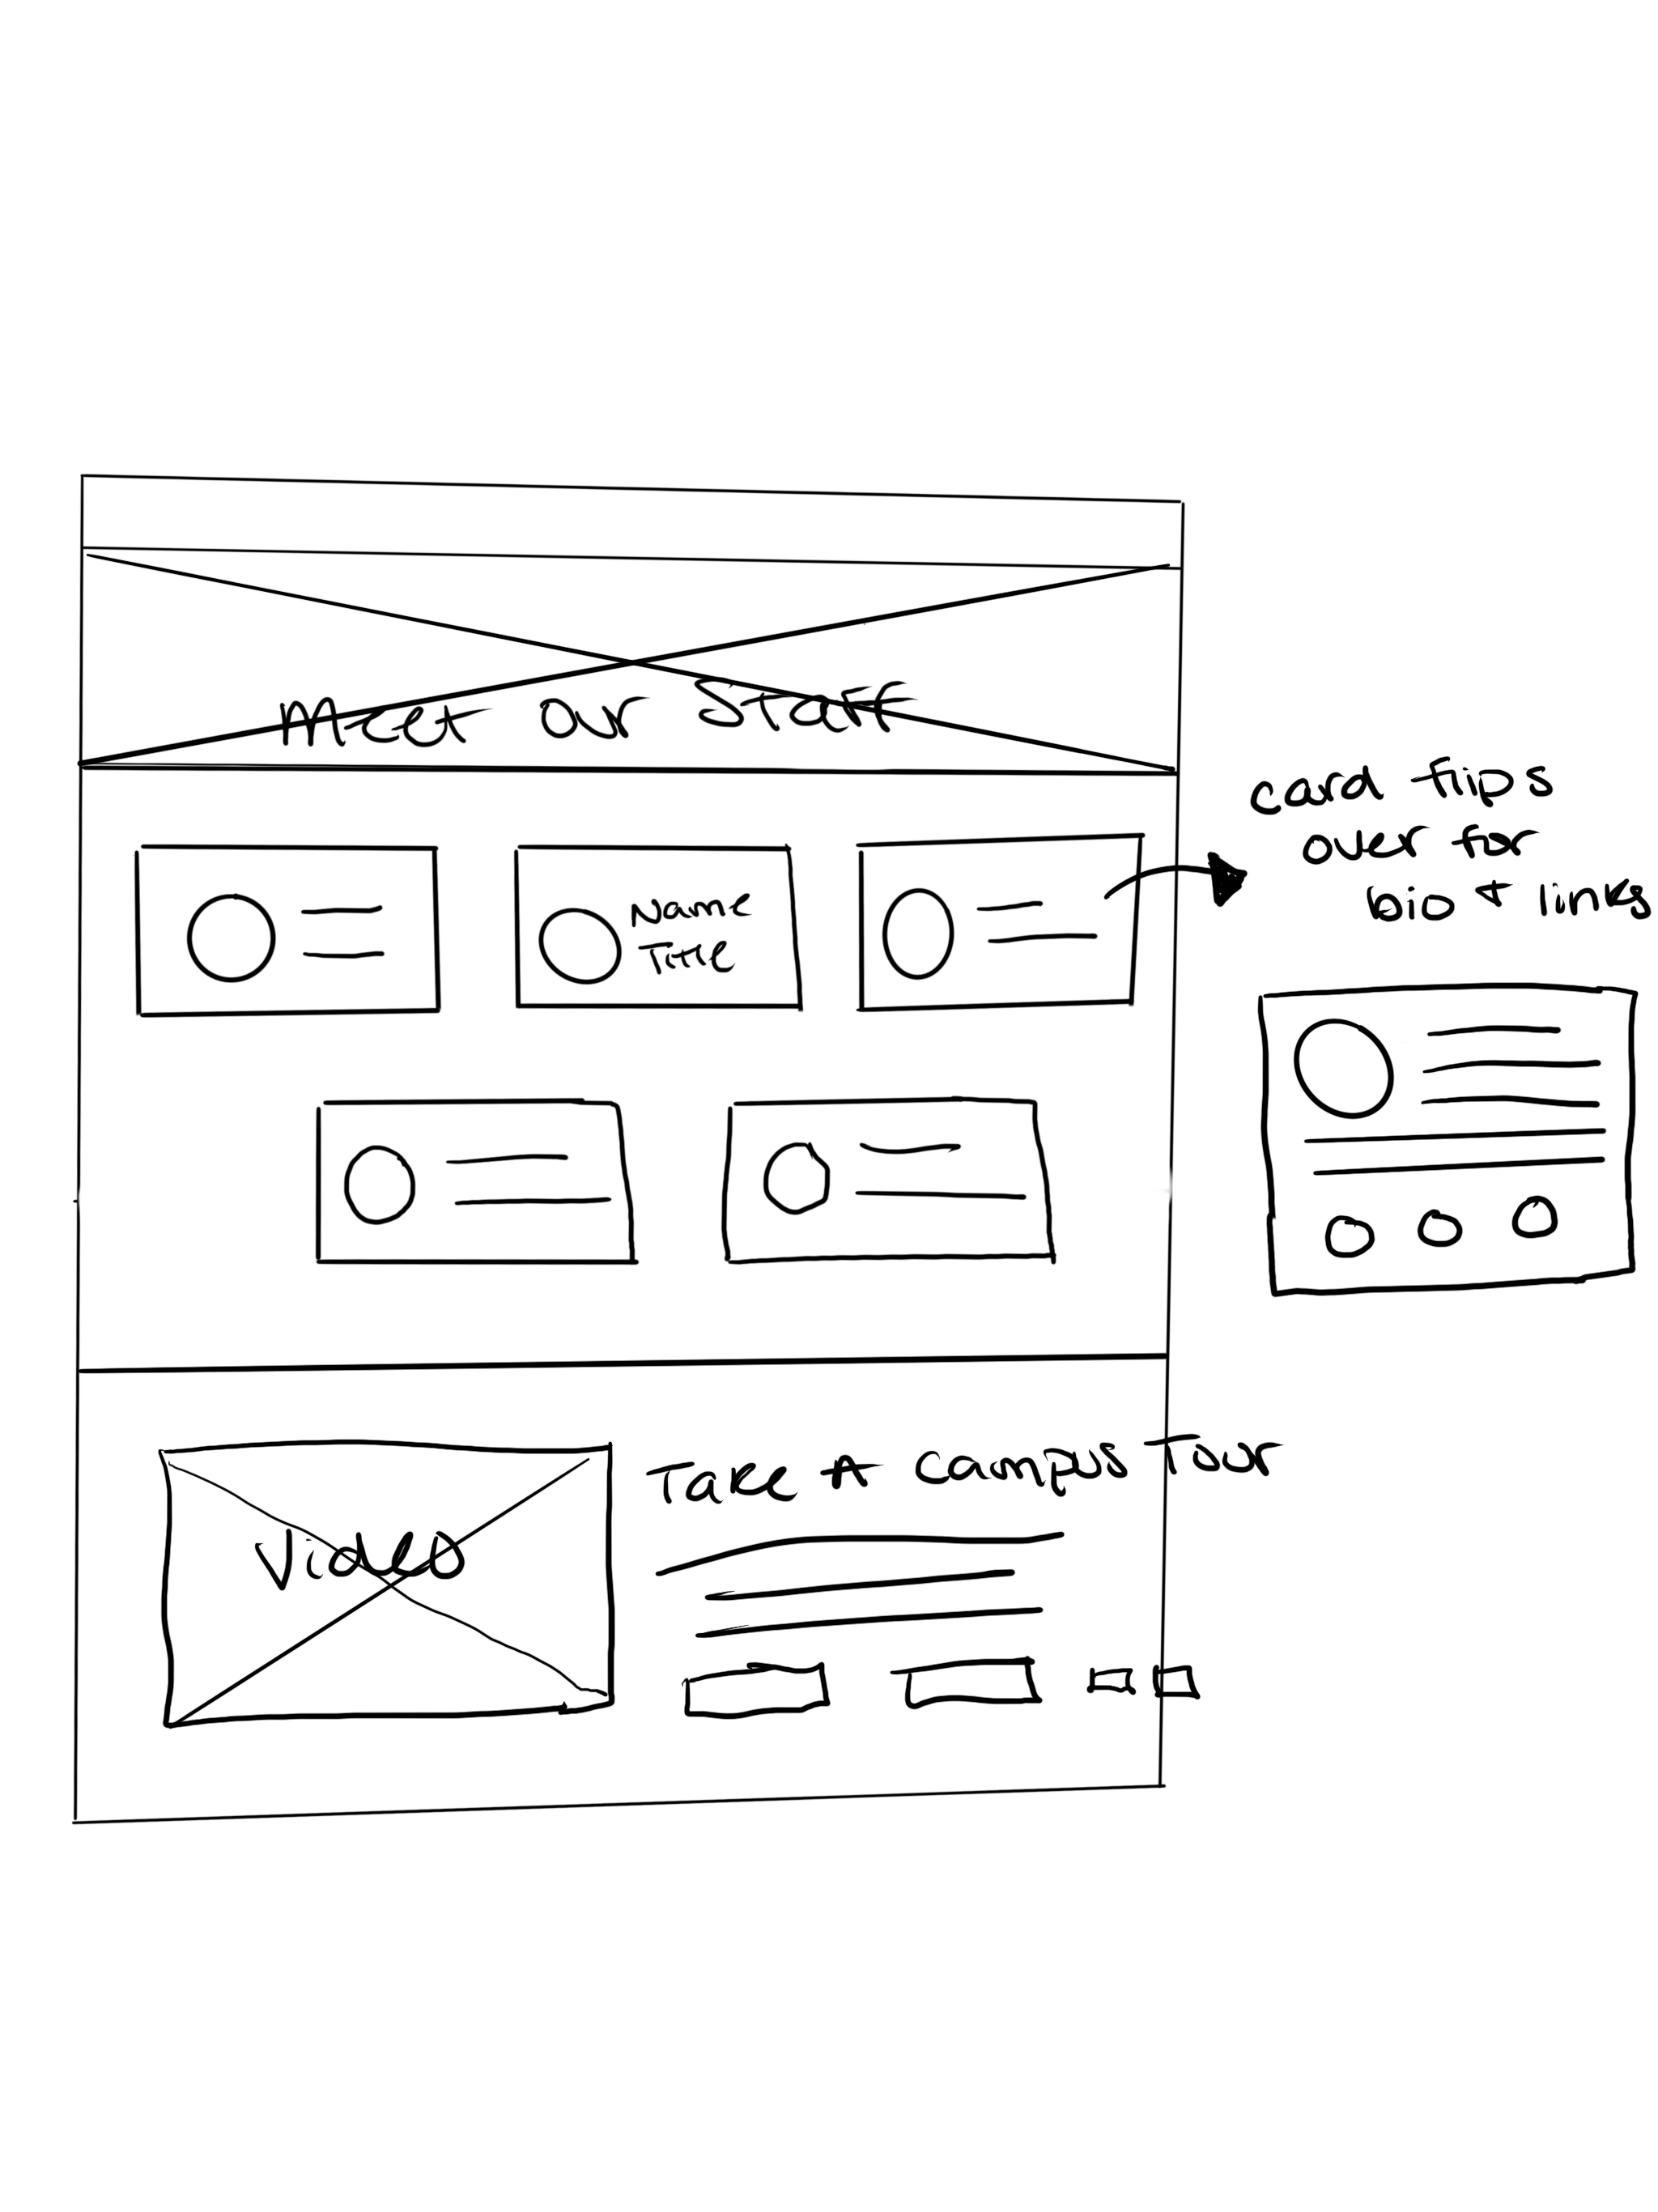 Meet our Staff
card flips
over for
bio + links
Name
Title
Take A Campus Tour
Video